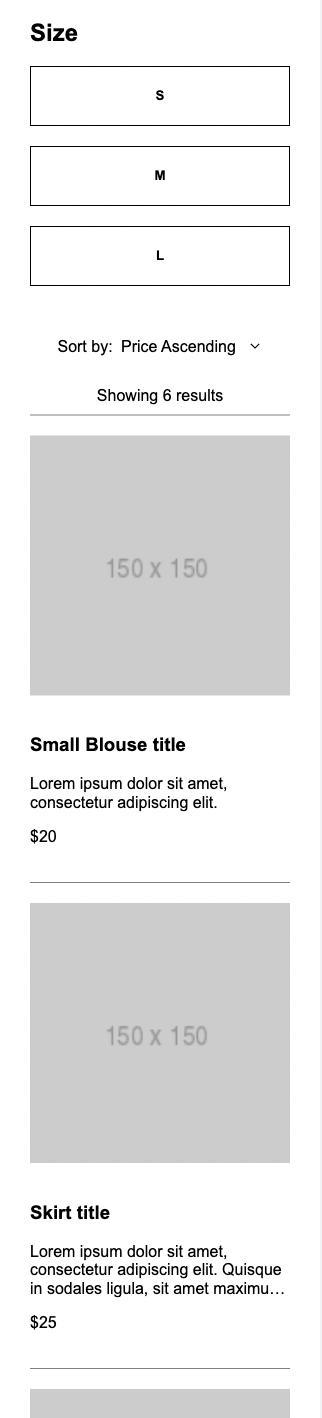 Size
S
M
L
Sort by: Price Ascending
Showing 6 results
150 x 150
Small Blouse title
Lorem ipsum dolor sit amet,
consectetur adipiscing elit.
$20
150 x 150
Skirt title
Lorem ipsum dolor sit amet,
consectetur adipiscing elit. Quisque
in sodales ligula, sit amet maximu…
$25